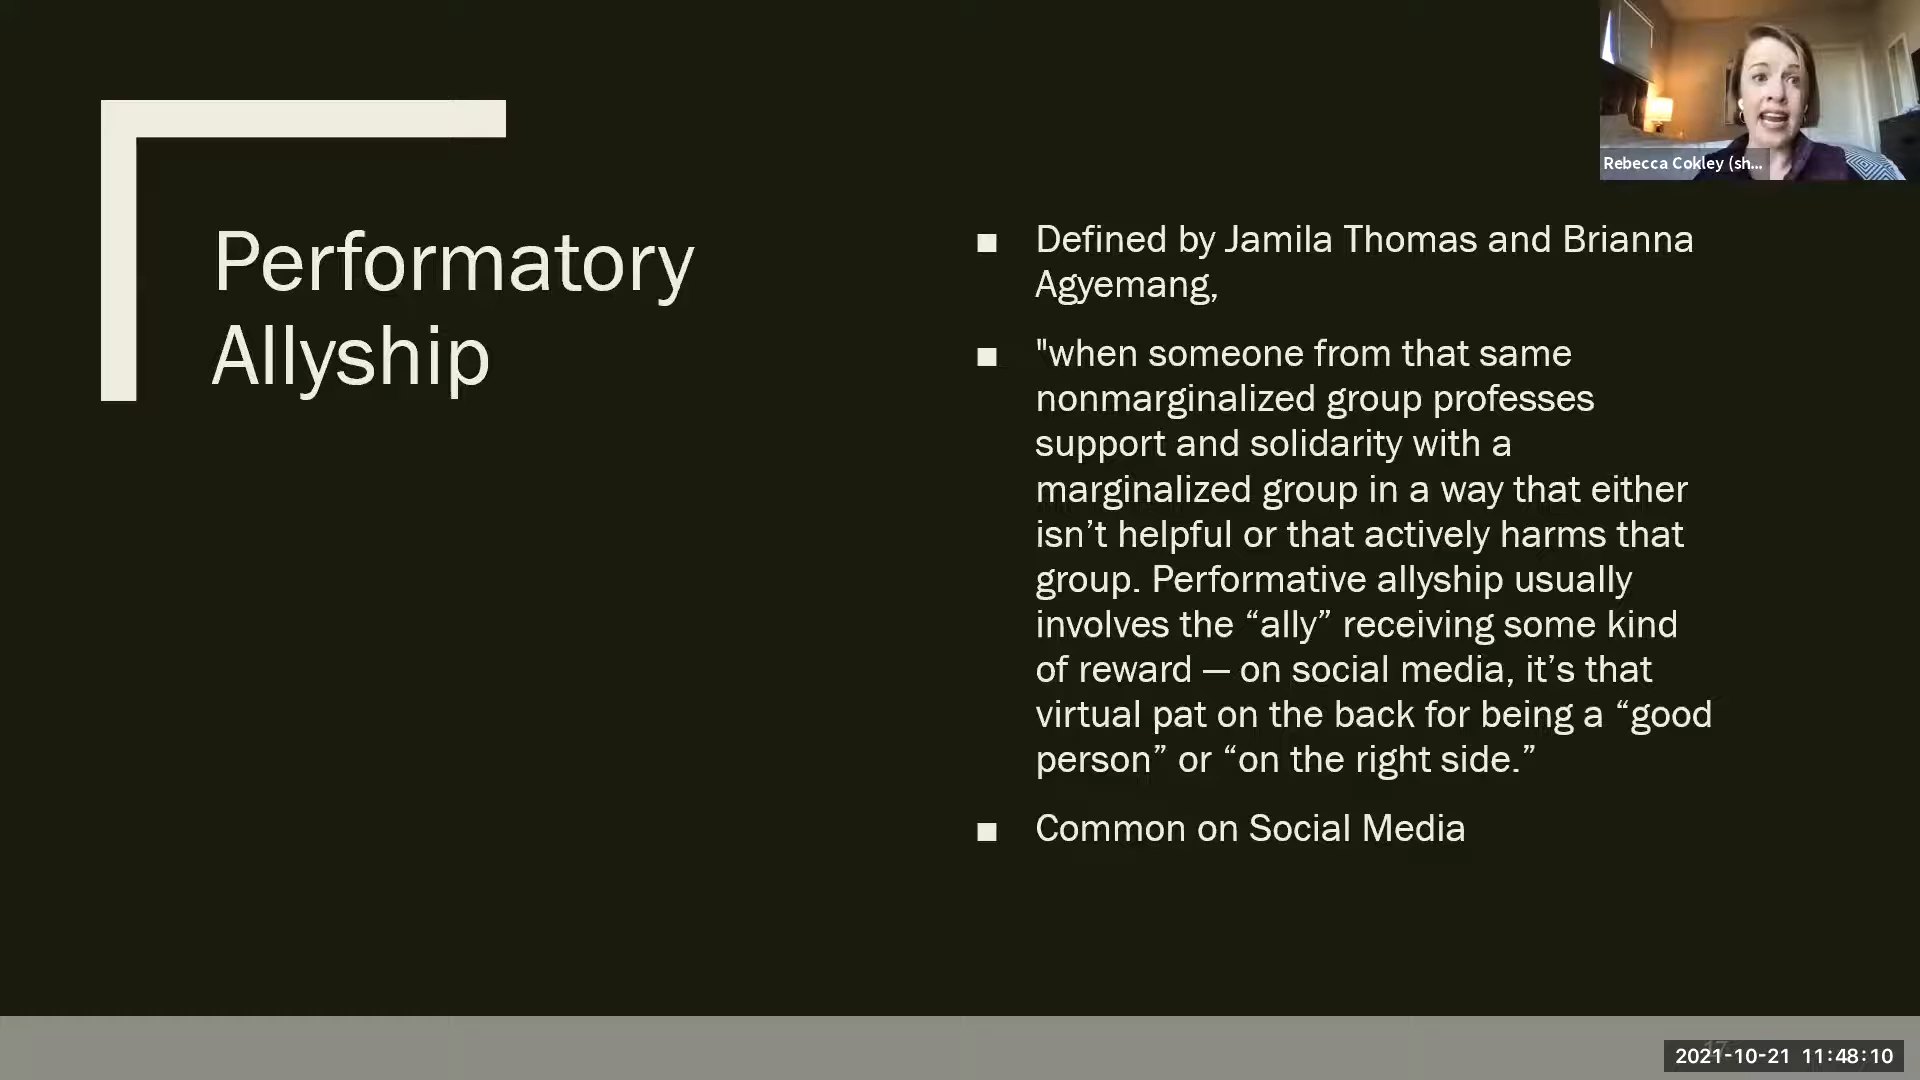 Rebecca Cokley (sh...
Performatory
Allyship
■ Defined by Jamila Thomas and Brianna
Agyemang,
■ "when someone from that same
nonmarginalized group professes
support and solidarity with a
marginalized group in a way that either
isn’t helpful or that actively harms that
group. Performative allyship usually
involves the “ally” receiving some kind
of reward — on social media, it’s that
virtual pat on the back for being a “good
person” or “on the right side.”
■ Common on Social Media
17
2021-10-21 11:48:10